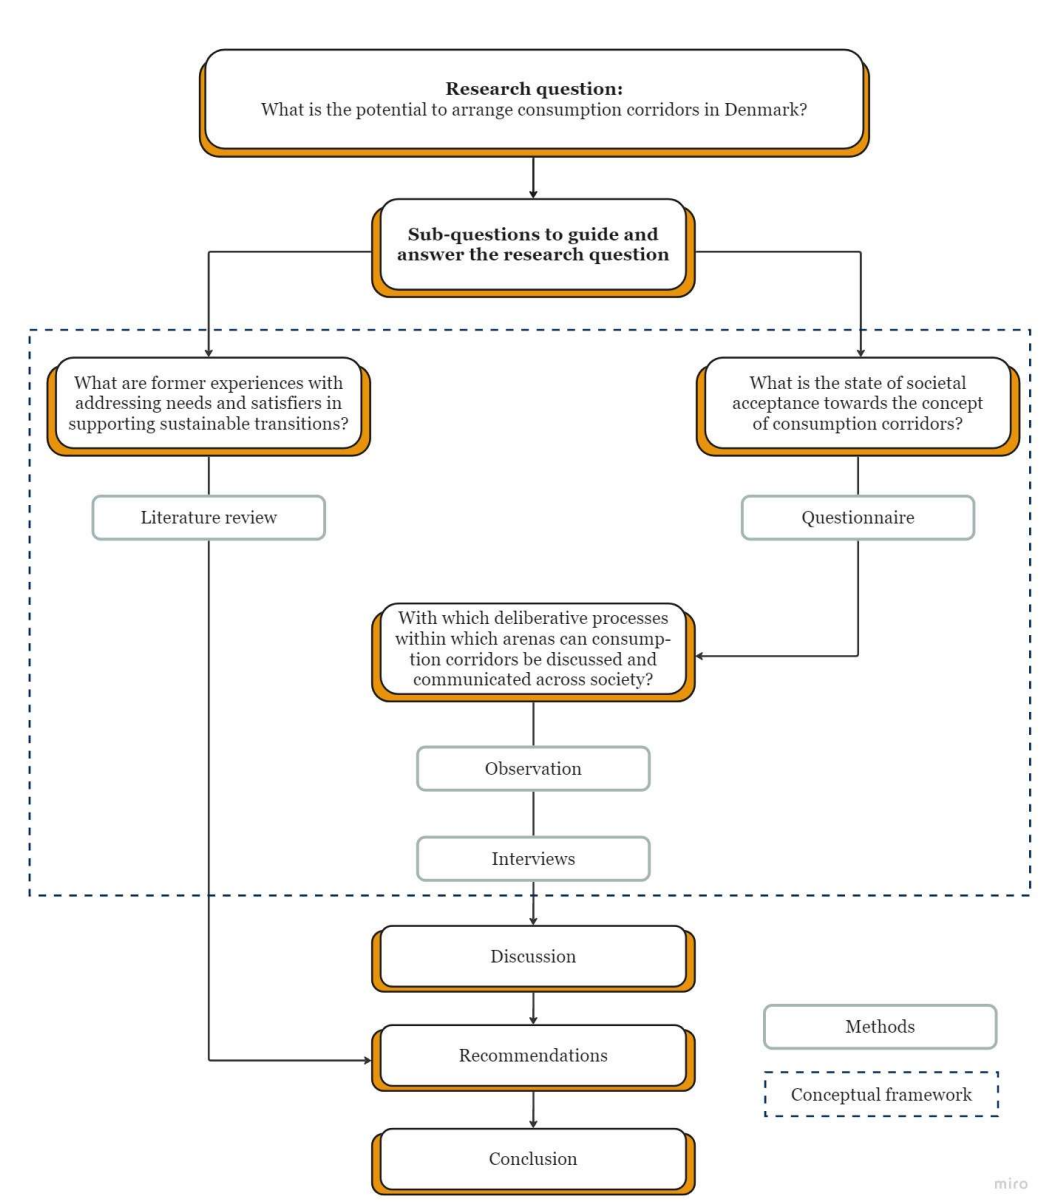 Research question:
What is the potential to arrange consumption corridors in Denmark?
Sub-questions to guide and
answer the research question
What are former experiences with
addressing needs and satisfiers in
supporting sustainable transitions?
What is the state of societal
acceptance towards the concept
of consumption corridors?
Literature review
Questionnaire
With which deliberative processes
within which arenas can consump-
tion corridors be discussed and
communicated across society?
Observation
Interviews
Discussion
Methods
Recommendations
Conceptual framework
Conclusion
miro